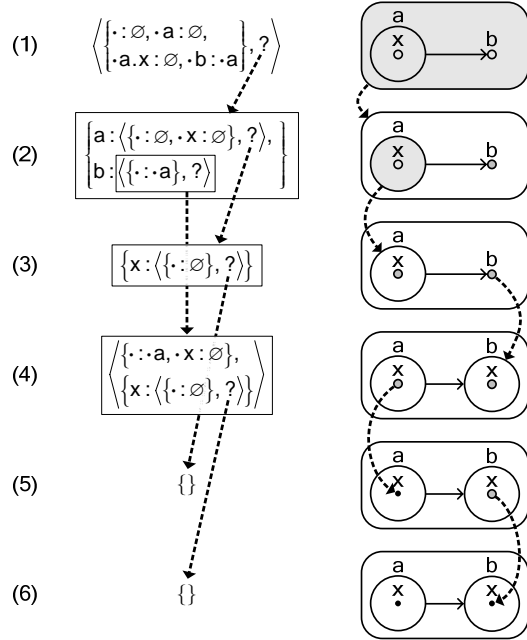 (1) ⟨{· : ∅, · a : ∅,
· a.x : ∅, · b : · a}, ?⟩
a
x
b
(2) {a : ⟨{· : ∅, · x : ∅}, ?⟩,
b : ⟨{· : · a}, ?⟩}
a
x
b
(3) {x : ⟨{· : ∅}, ?⟩}
a
x
b
(4) ⟨{· : · a, · x : ∅},
{x : ⟨{· : ∅}, ?⟩}⟩
a b
x x
(5) {}
a b
x x
(6) {}
a b
x x